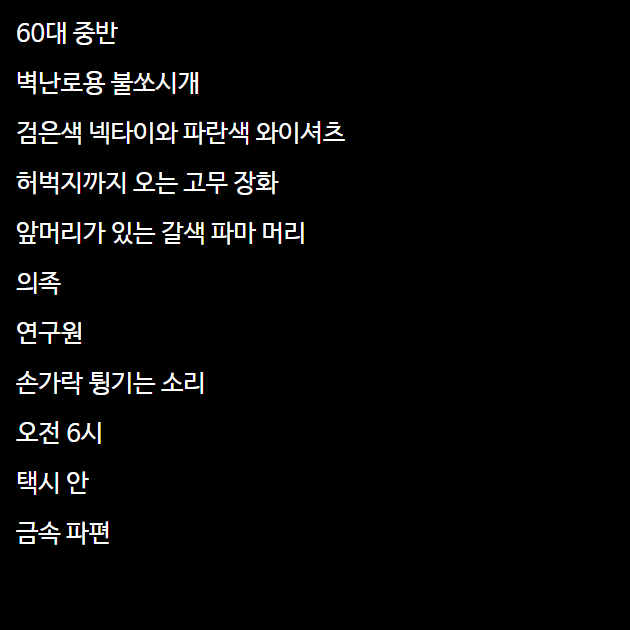 60대 중반
벽난로용 불쏘시개
검은색 넥타이와 파란색 와이셔츠
허벅지까지 오는 고무 장화
앞머리가 있는 갈색 파마 머리
의족
연구원
손가락 튕기는 소리
오전 6시
택시 안
금속 파편